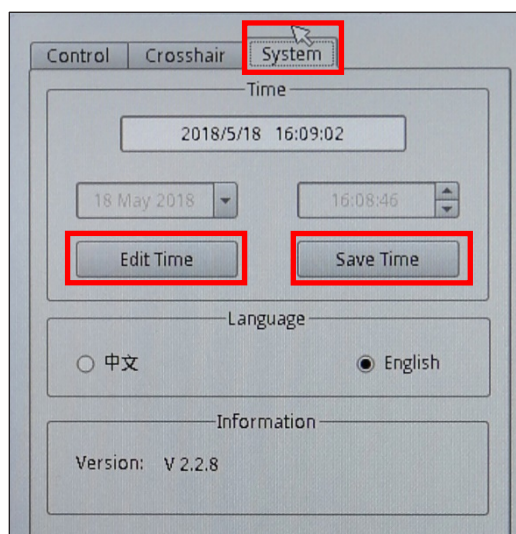 Control Crosshair System
Time
2018/5/18 16:09:02
18 May 2018 16:08:46
Edit Time Save Time
Language
中文 English
Information
Version: V 2.2.8